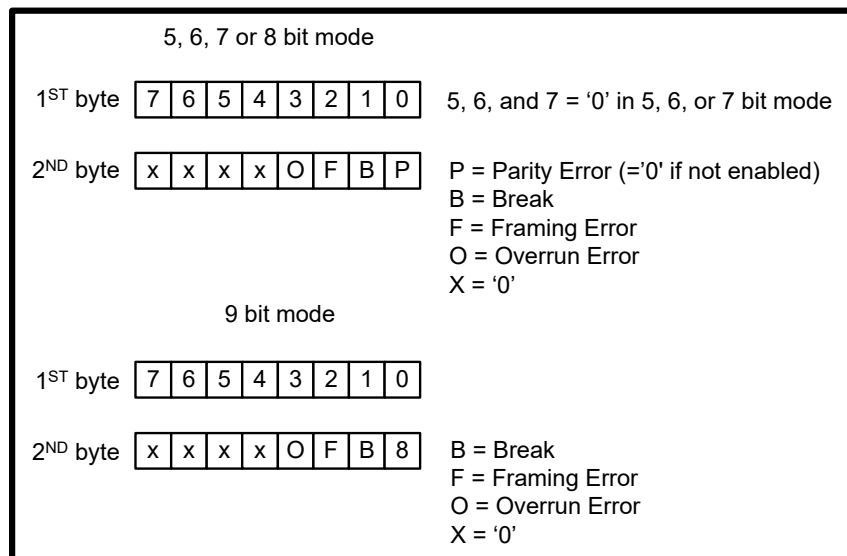 5, 6, 7 or 8 bit mode
1ST byte 7 6 5 4 3 2 1 0 5, 6, and 7 = ‘0’ in 5, 6, or 7 bit mode
2ND byte x x x x O F B P P = Parity Error (=’0' if not enabled)
B = Break
F = Framing Error
O = Overrun Error
X = ‘0’
9 bit mode
1ST byte 7 6 5 4 3 2 1 0
2ND byte x x x x O F B 8 B = Break
F = Framing Error
O = Overrun Error
X = ‘0’